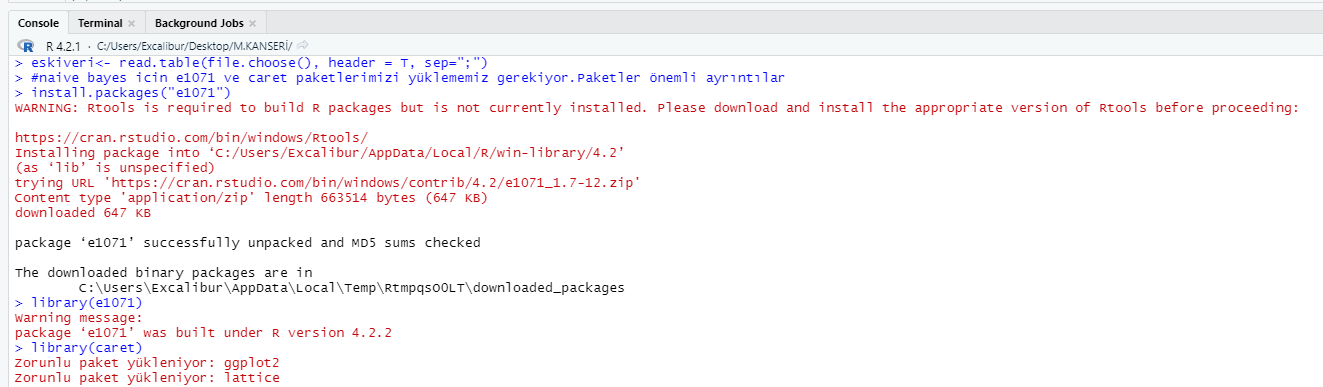 Console Terminal × Background Jobs ×
R 4.2.1 · C:/Users/Excalibur/Desktop/M.KANSERİ/
> eskiveri<- read.table(file.choose(), header = T, sep=";")
> #naive bayes icin e1071 ve caret paketlerimizi yüklememiz gerekiyor.Paketler önemli ayrıntılar
> install.packages("e1071")
WARNING: Rtools is required to build R packages but is not currently installed. Please download and install the appropriate version of Rtools before proceeding:
https://cran.rstudio.com/bin/windows/Rtools/
Installing package into ‘C:/Users/Excalibur/AppData/Local/R/win-library/4.2’
(as ‘lib’ is unspecified)
trying URL 'https://cran.rstudio.com/bin/windows/contrib/4.2/e1071_1.7-12.zip'
Content type 'application/zip' length 663514 bytes (647 KB)
downloaded 647 KB
package ‘e1071’ successfully unpacked and MD5 sums checked
The downloaded binary packages are in
C:\Users\Excalibur\AppData\Local\Temp\RtmpqsOOLT\downloaded_packages
> library(e1071)
Warning message:
package ‘e1071’ was built under R version 4.2.2
> library(caret)
Zorunlu paket yükleniyor: ggplot2
Zorunlu paket yükleniyor: lattice